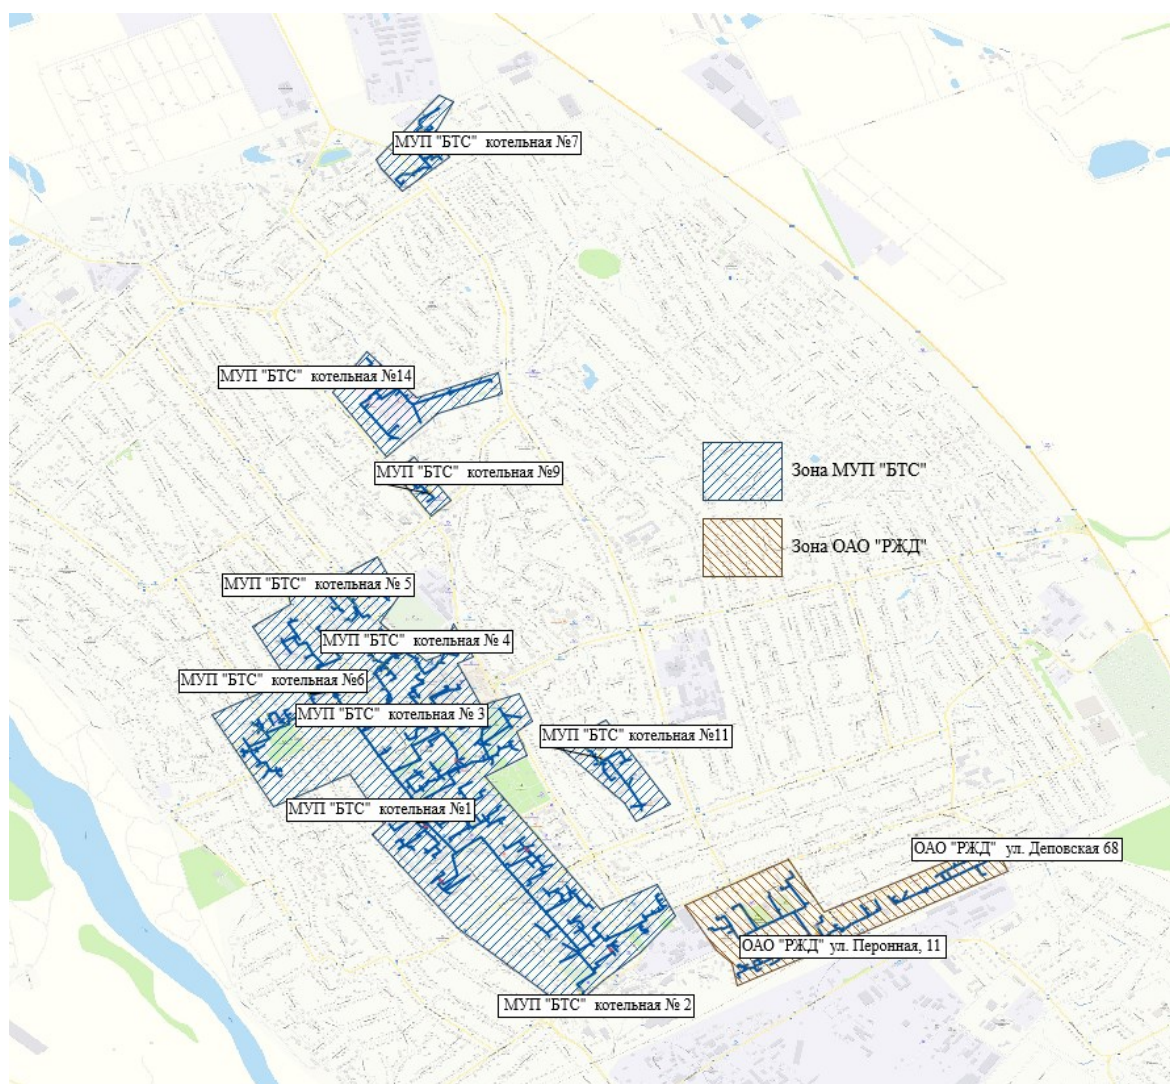 МУП "БТС" котельная №7
МУП "БТС" котельная №14
МУП "БТС" котельная №9
Зона МУП "БТС"
Зона ОАО "РЖД"
МУП "БТС" котельная № 5
МУП "БТС" котельная № 4
МУП "БТС" котельная №6
МУП "БТС" котельная № 3
МУП "БТС" котельная №11
МУП "БТС" котельная №1
ОАО "РЖД" ул. Деповская 68
ОАО "РЖД" ул. Перонная, 11
МУП "БТС" котельная № 2